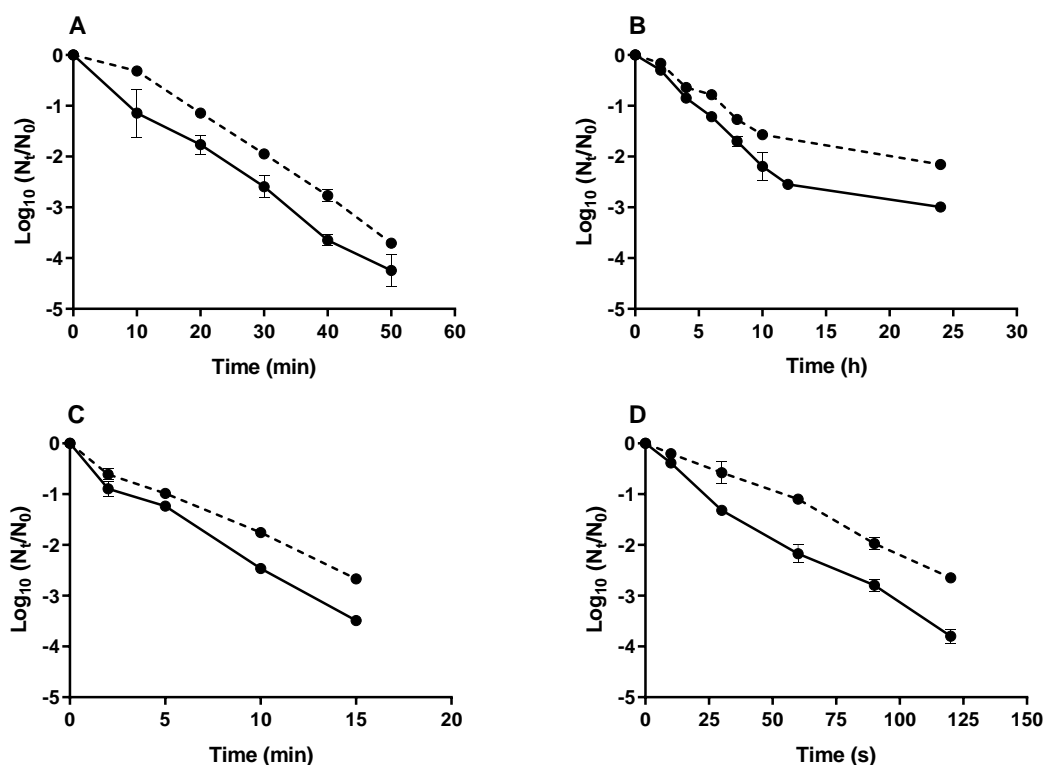 A
0
-1
-2
-3
-4
-5
Log₁₀ (Nₜ/N₀)
0 10 20 30 40 50 60
Time (min)
B
0
-1
-2
-3
-4
-5
Log₁₀ (Nₜ/N₀)
0 5 10 15 20 25 30
Time (h)
C
0
-1
-2
-3
-4
-5
Log₁₀ (Nₜ/N₀)
0 5 10 15 20
Time (min)
D
0
-1
-2
-3
-4
-5
Log₁₀ (Nₜ/N₀)
0 25 50 75 100 125 150
Time (s)